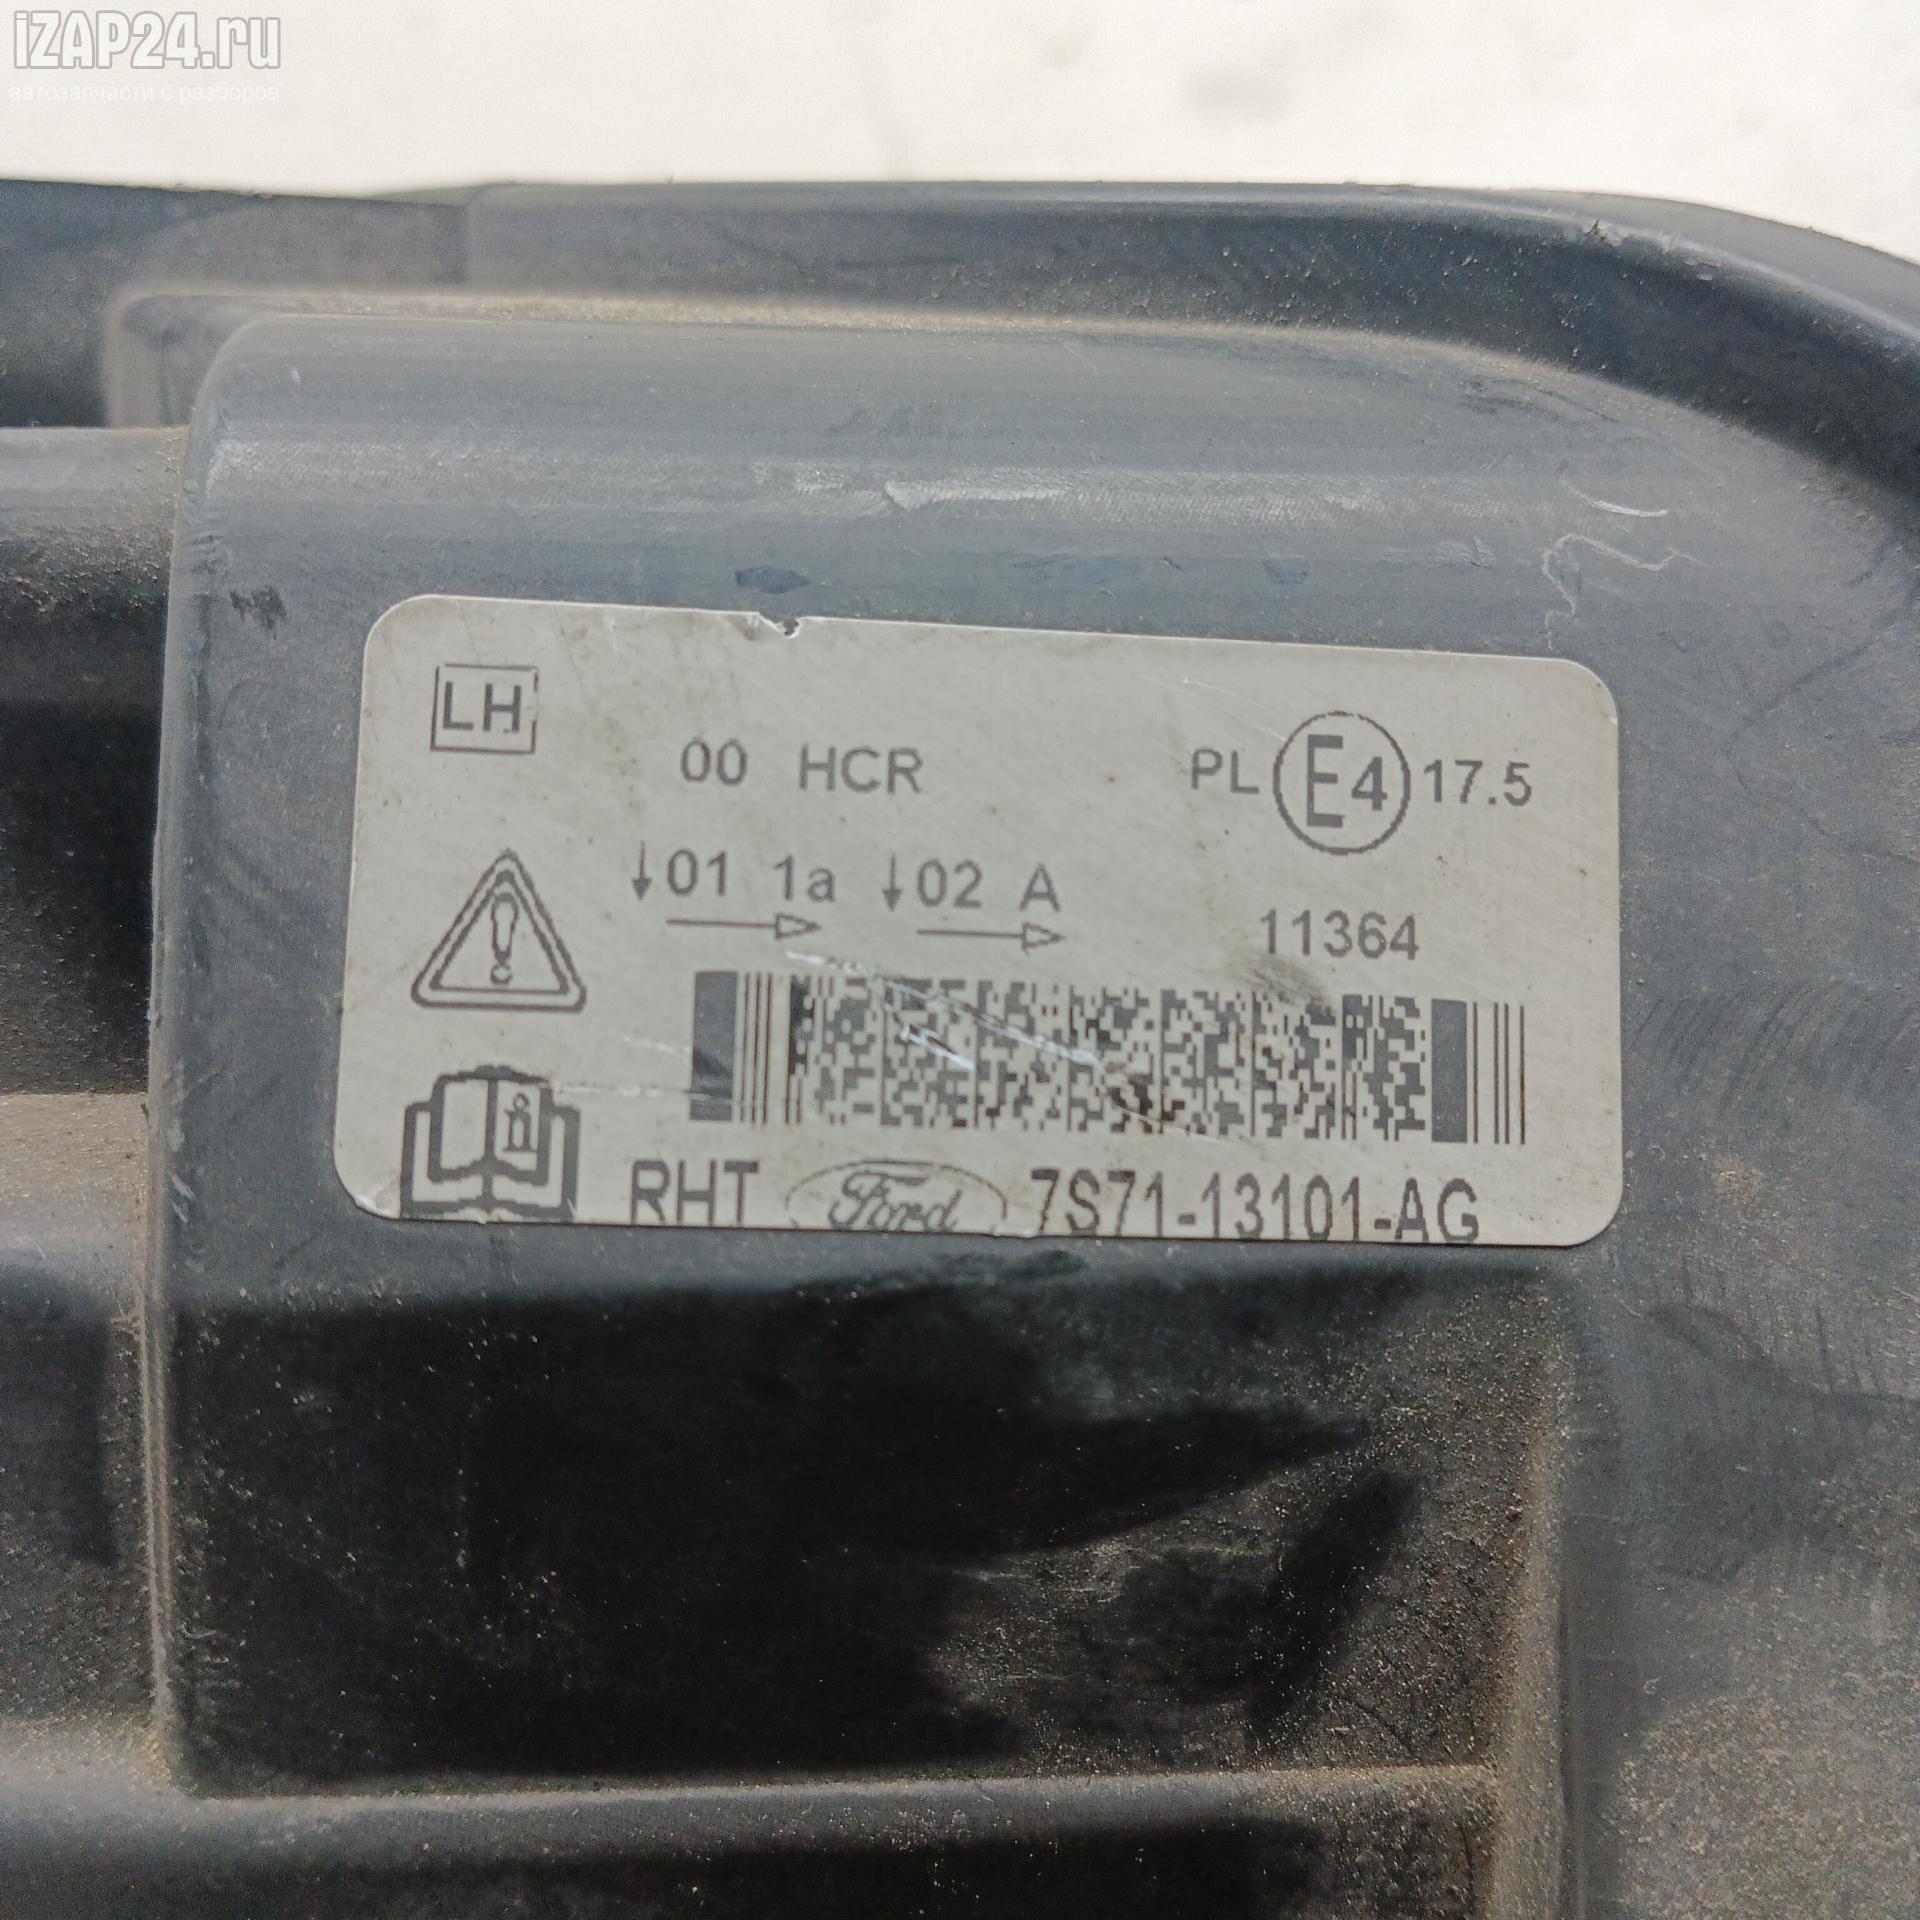 iZAP24.ru
автозапчасти с разборов
LH
00 HCR PL E4 17.5
↓01 1a ↓02 A
11364
RHT Ford 7S71-13101-AG